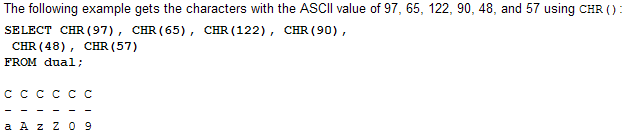 The following example gets the characters with the ASCII value of 97, 65, 122, 90, 48, and 57 using CHR():
SELECT CHR(97), CHR(65), CHR(122), CHR(90),
 CHR(48), CHR(57)
FROM dual;
C C C C C C
- - - - - -
a A z Z 0 9